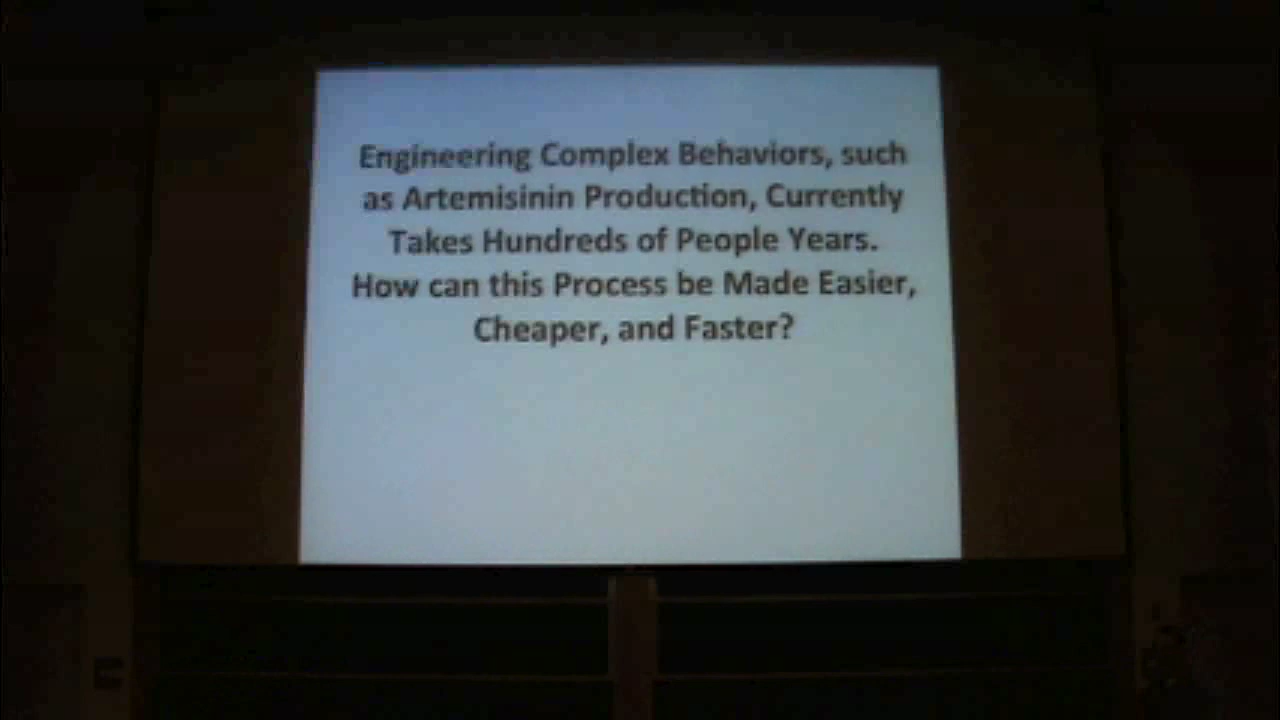 Engineering Complex Behaviors, such
as Artemisinin Production, Currently
Takes Hundreds of People Years.
How can this Process be Made Easier,
Cheaper, and Faster?